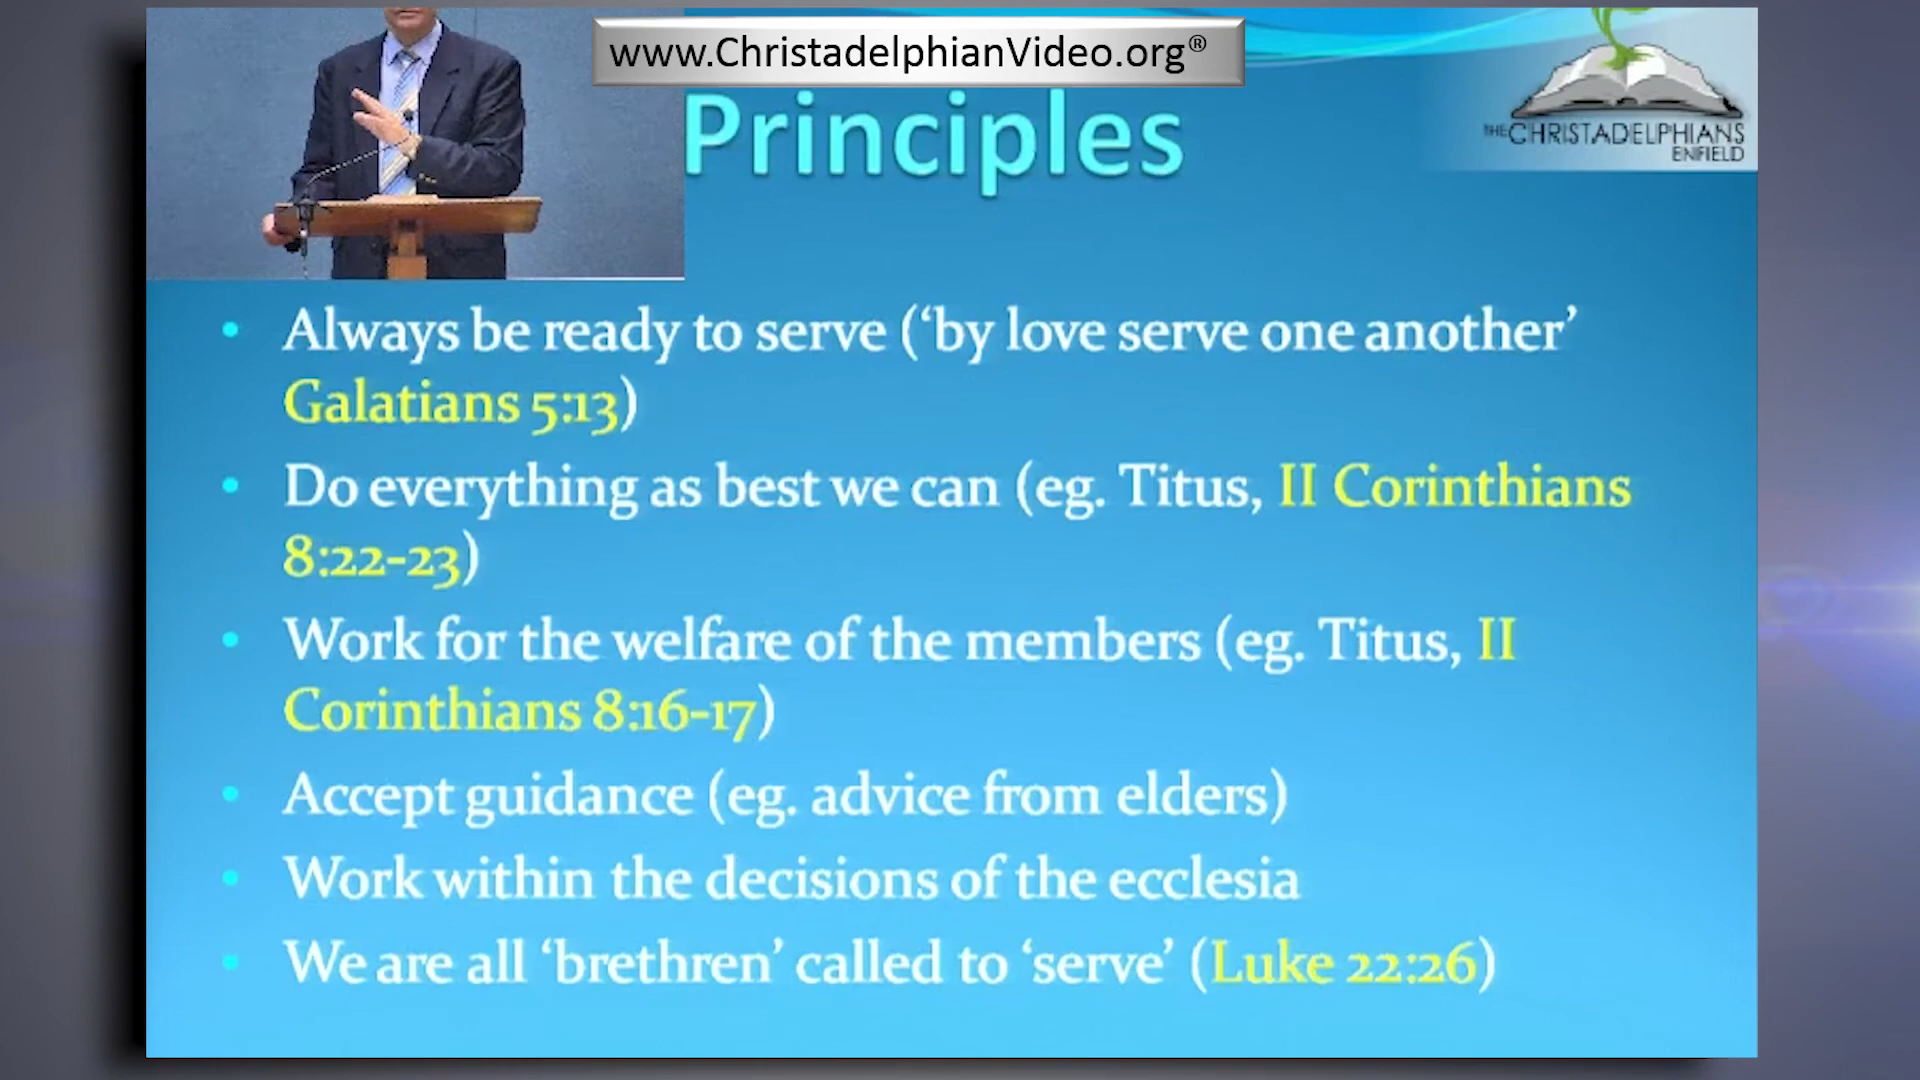 www.ChristadelphianVideo.org®
Principles
THE CHRISTADELPHIANS
ENFIELD
• Always be ready to serve (‘by love serve one another’
Galatians 5:13)
• Do everything as best we can (eg. Titus, II Corinthians
8:22-23)
• Work for the welfare of the members (eg. Titus, II
Corinthians 8:16-17)
• Accept guidance (eg. advice from elders)
• Work within the decisions of the ecclesia
• We are all ‘brethren’ called to ‘serve’ (Luke 22:26)